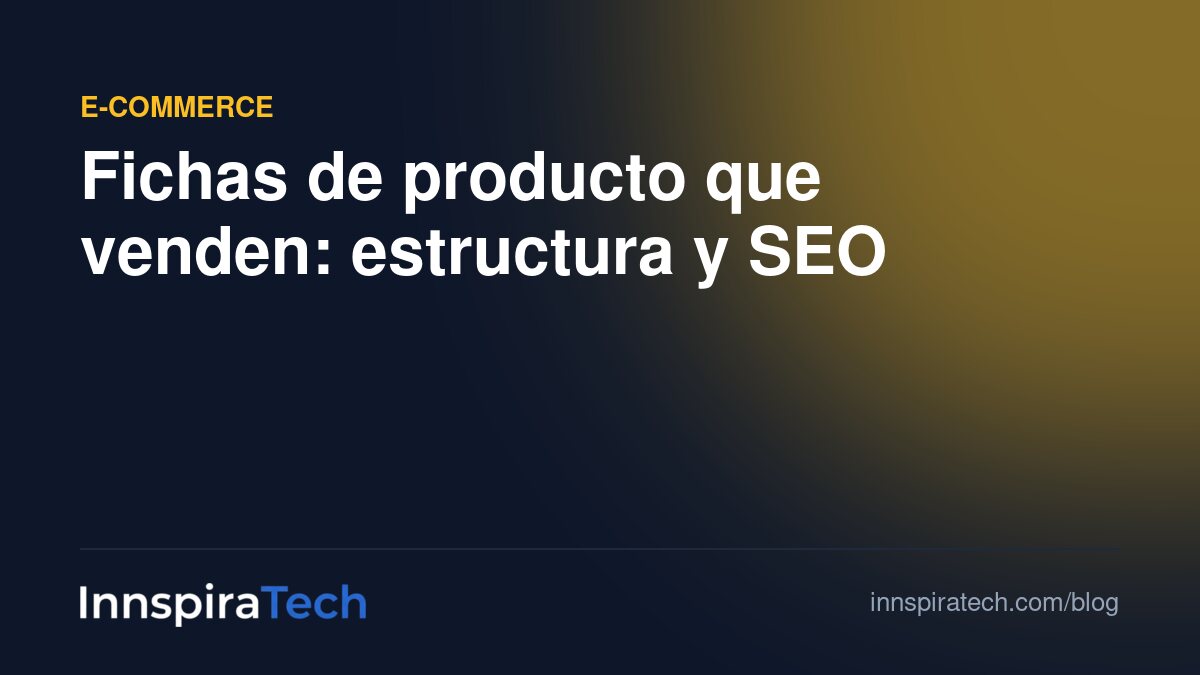 E-COMMERCE
Fichas de producto que
venden: estructura y SEO
InnspiraTech
innspiratech.com/blog